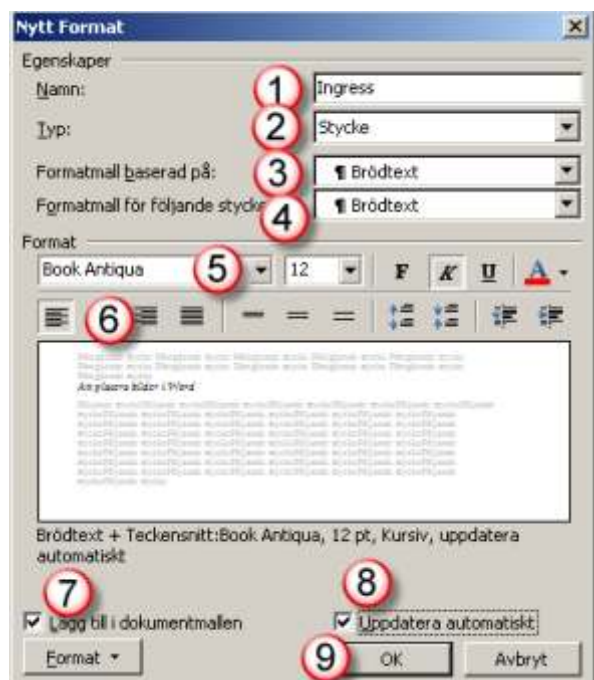 Nytt Format
Egenskaper
Namn: 1 Ingress
Typ: 2 Stycke
Formatmall baserad på: 3 ¶ Brödtext
Formatmall för följande stycke 4 ¶ Brödtext
Format
Book Antiqua 5 12 F K U A
6
Att placera bilder i Word
Brödtext + Teckensnitt:Book Antiqua, 12 pt, Kursiv, uppdatera
automatiskt
7 8
Lägg till i dokumentmallen Uppdatera automatiskt
Format 9 OK Avbryt